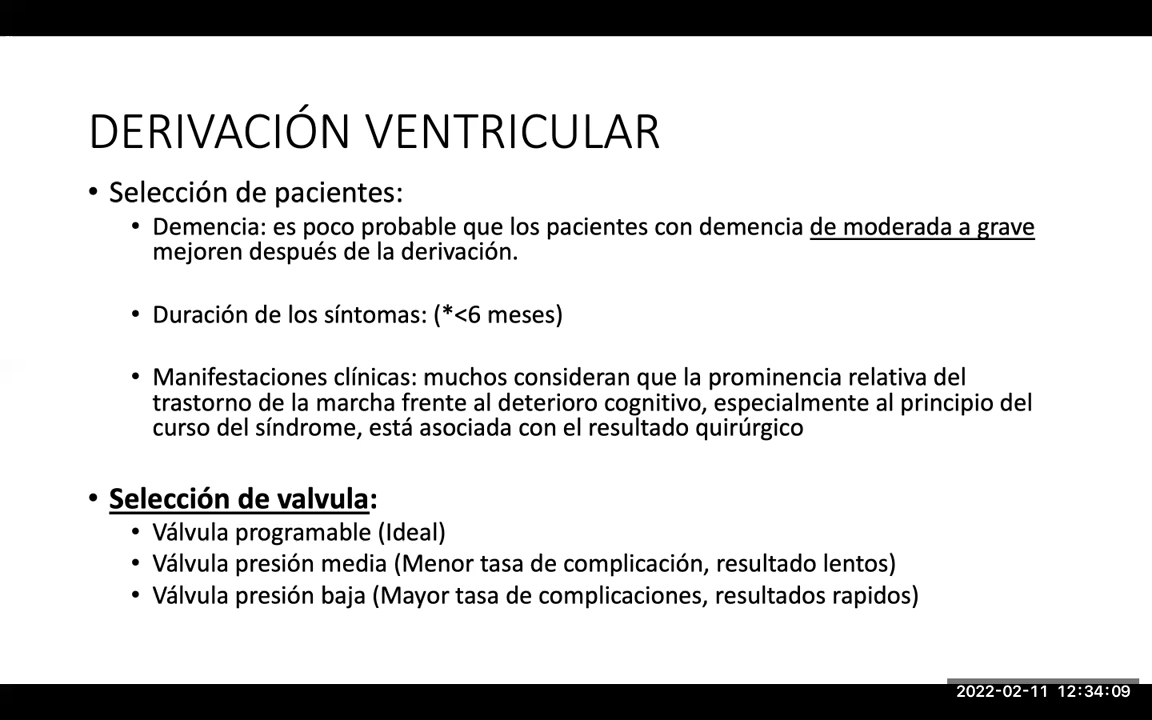 DERIVACIÓN VENTRICULAR
• Selección de pacientes:
• Demencia: es poco probable que los pacientes con demencia de moderada a grave
mejoren después de la derivación.
• Duración de los síntomas: (*<6 meses)
• Manifestaciones clínicas: muchos consideran que la prominencia relativa del
trastorno de la marcha frente al deterioro cognitivo, especialmente al principio del
curso del síndrome, está asociada con el resultado quirúrgico
• Selección de valvula:
• Válvula programable (Ideal)
• Válvula presión media (Menor tasa de complicación, resultado lentos)
• Válvula presión baja (Mayor tasa de complicaciones, resultados rapidos)
2022-02-11 12:34:09